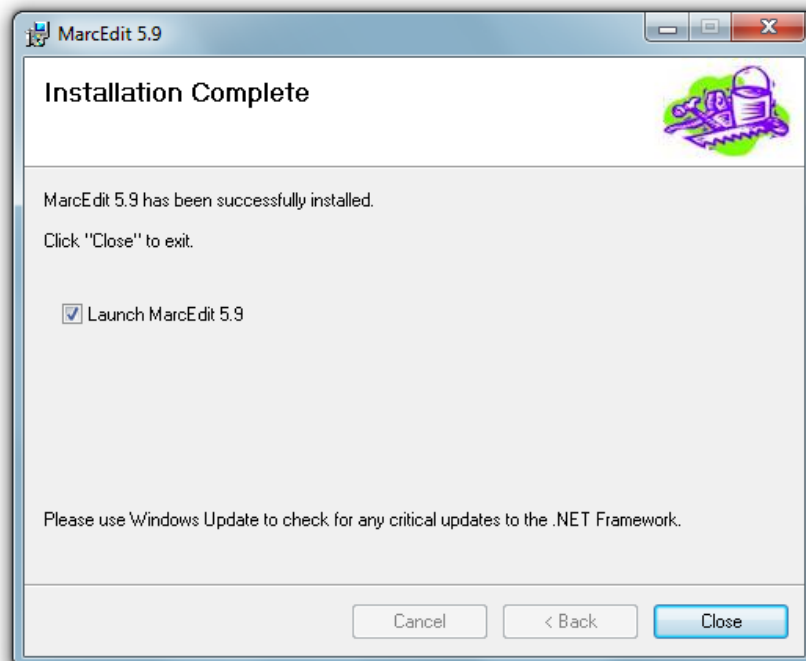 MarcEdit 5.9
Installation Complete
MarcEdit 5.9 has been successfully installed.
Click "Close" to exit.
Launch MarcEdit 5.9
Please use Windows Update to check for any critical updates to the .NET Framework.
Cancel
< Back
Close